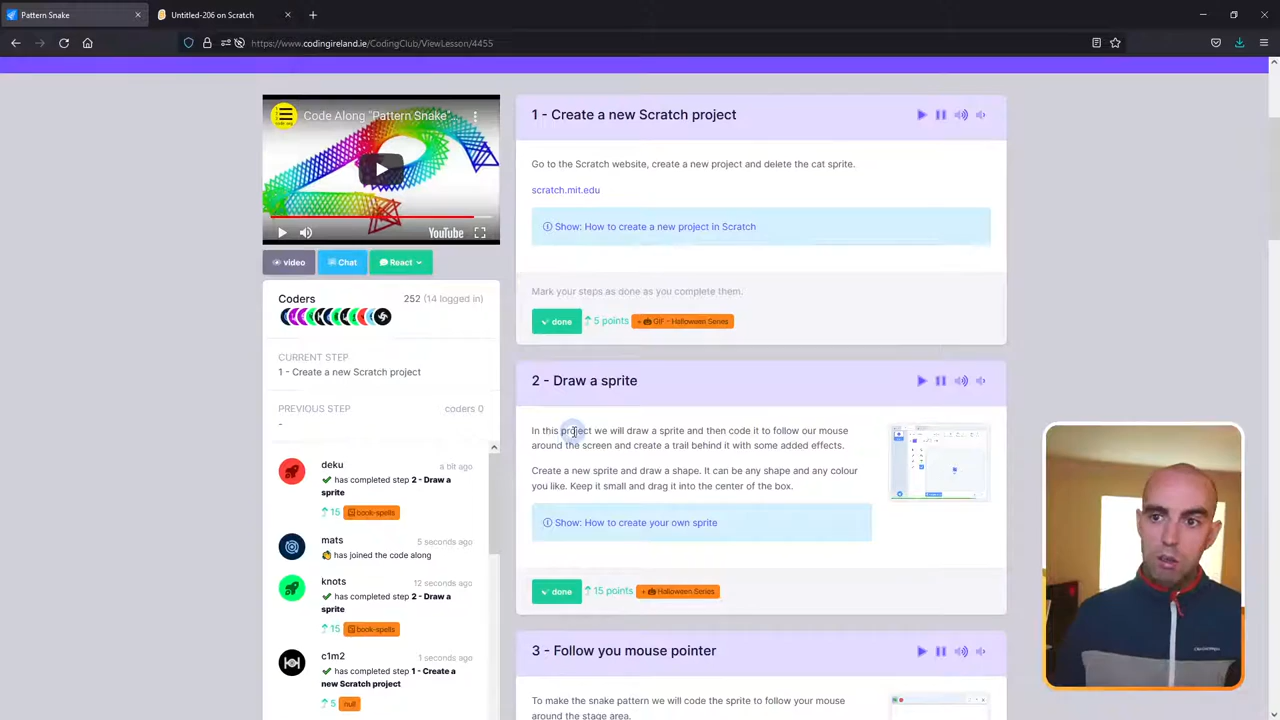 Pattern Snake
Untitled-206 on Scratch
https://www.codingireland.ie/CodingClub/ViewLesson/4455
Code Along "Pattern Snake"
YouTube
video
Chat
React
Coders
252 (14 logged in)
CURRENT STEP
1 - Create a new Scratch project
PREVIOUS STEP
coders 0
-
deku
a bit ago
has completed step 2 - Draw a
sprite
15
book-spells
mats
5 seconds ago
has joined the code along
knots
12 seconds ago
has completed step 2 - Draw a
sprite
15
book-spells
c1m2
1 seconds ago
has completed step 1 - Create a
new Scratch project
5
null
1 - Create a new Scratch project
Go to the Scratch website, create a new project and delete the cat sprite.
scratch.mit.edu
Show: How to create a new project in Scratch
Mark your steps as done as you complete them.
done
5 points
+ GIF - Halloween Series
2 - Draw a sprite
In this project we will draw a sprite and then code it to follow our mouse
around the screen and create a trail behind it with some added effects.
Create a new sprite and draw a shape. It can be any shape and any colour
you like. Keep it small and drag it into the center of the box.
Show: How to create your own sprite
done
15 points
+ Halloween Series
3 - Follow you mouse pointer
To make the snake pattern we will code the sprite to follow your mouse
around the stage area.